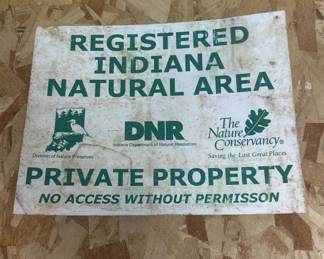 REGISTERED
INDIANA
NATURAL AREA
Division of Nature Preserves
DNR
Indiana Department of Natural Resources
The
Nature
Conservancy®
Saving the Last Great Places
PRIVATE PROPERTY
NO ACCESS WITHOUT PERMISSON